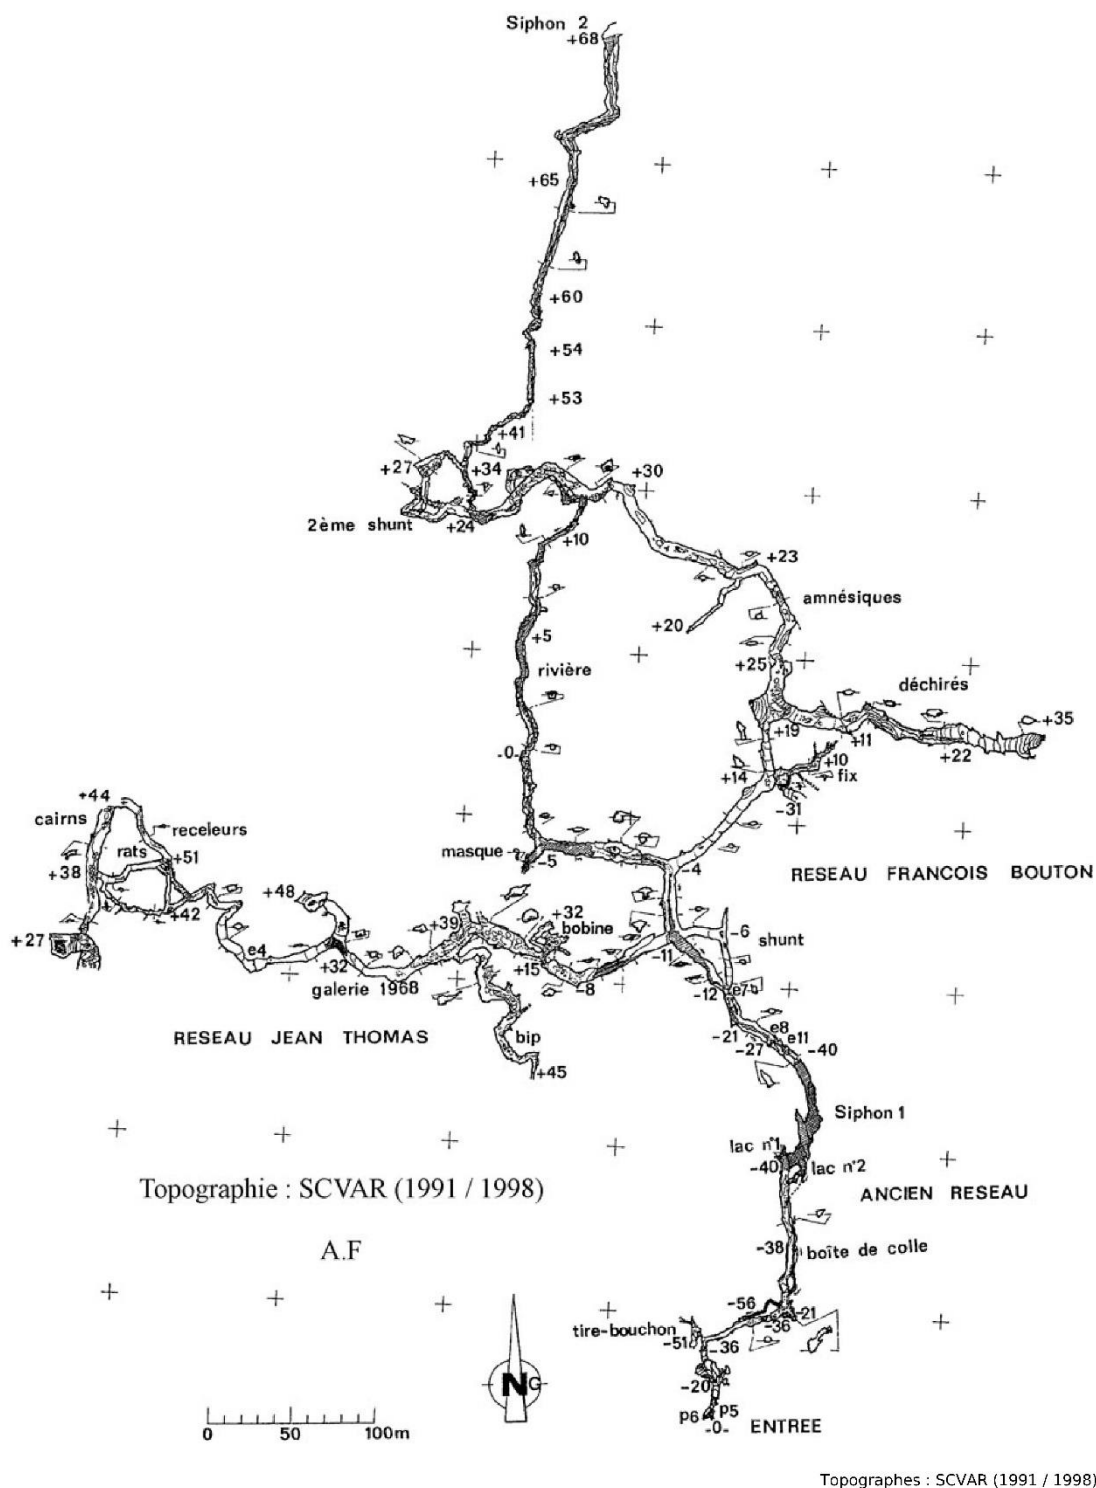 Siphon 2
+68
+65
+60
+54
+53
+41
+27
+34
+30
2ème shunt
+24
+10
+23
amnésiques
+20
+5
rivière
+25
déchirés
+35
+19
+11
+22
-0-
+10
+14
fix
-31
+44
cairns
receleurs
rats
+51
+38
masque
-5
-4
RESEAU FRANCOIS BOUTON
+48
+42
+39
+32
bobine
-6
shunt
+27
e4
+32
+15
-11
galerie 1968
-8
-12
e7
RESEAU JEAN THOMAS
bip
-21
e8
e11
-27
-40
+45
Siphon 1
lac n°1
-40
lac n°2
Topographie : SCVAR (1991 / 1998)
ANCIEN RESEAU
A.F
-38
boîte de colle
-56
-21
tire-bouchon
-36
-51
-36
NG
-20
p6
p5
-0-
ENTREE
0 50 100m
Topographes : SCVAR (1991 / 1998)